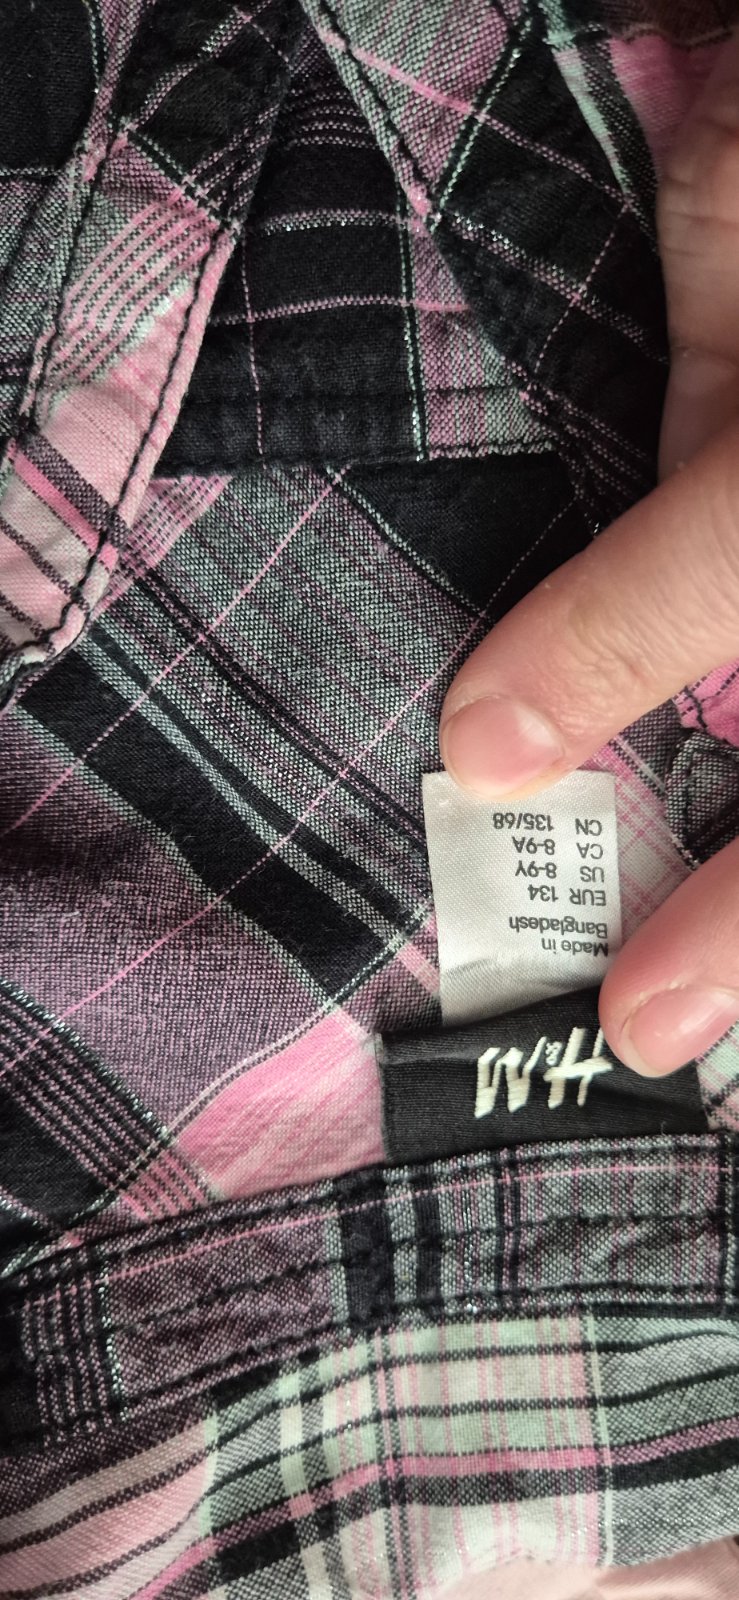 H&M
Made in
Bangladesh
EUR 134
US 8-9Y
CA 8-9A
CN 135/68